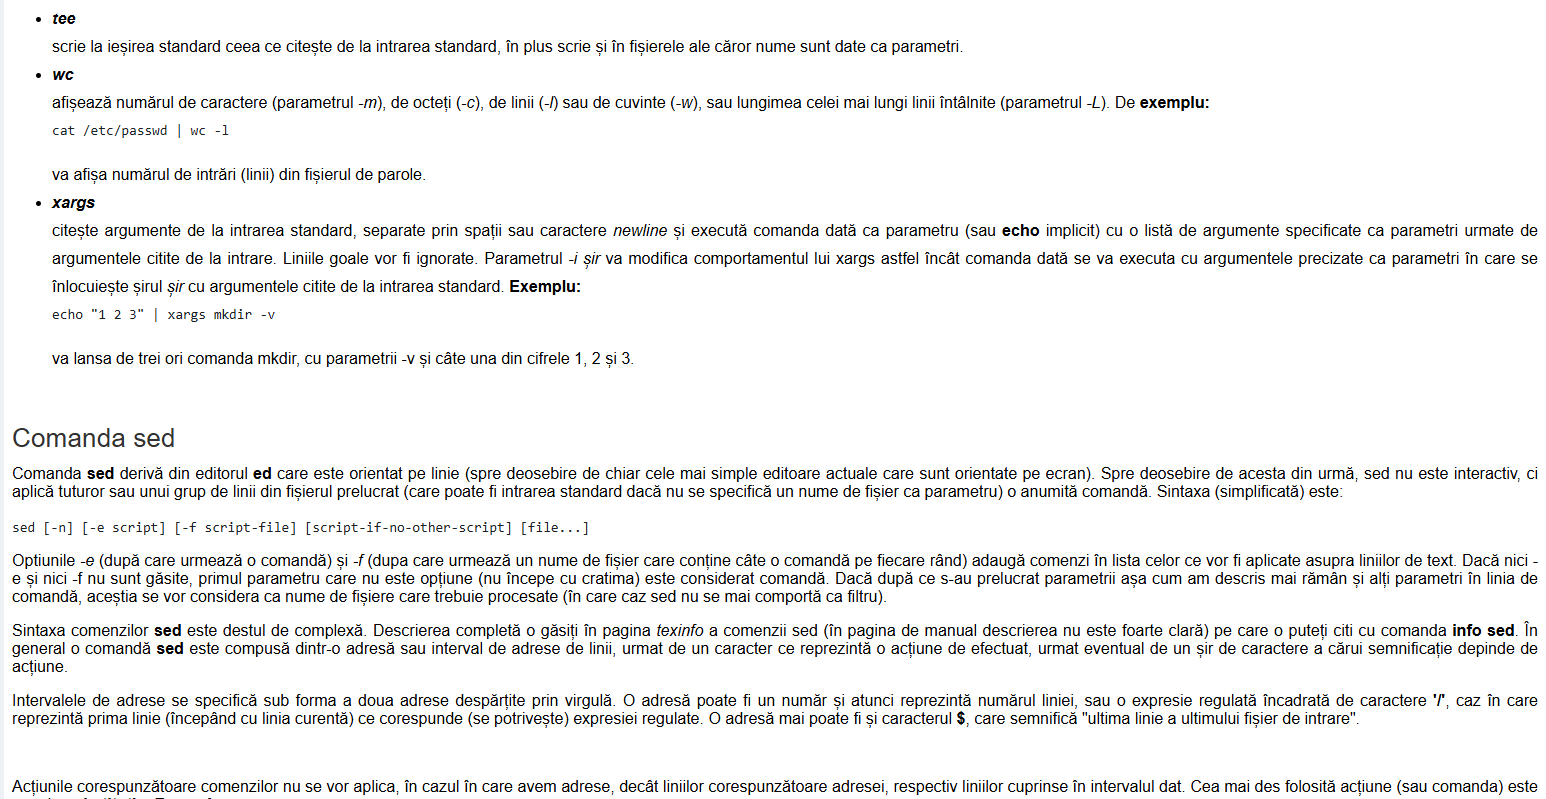 tee
scrie la ieșirea standard ceea ce citește de la intrarea standard, în plus scrie și în fișierele ale căror nume sunt date ca parametri.
wc
afișează numărul de caractere (parametrul -m), de octeți (-c), de linii (-l) sau de cuvinte (-w), sau lungimea celei mai lungi linii întâlnite (parametrul -L). De exemplu:
cat /etc/passwd | wc -l
va afișa numărul de intrări (linii) din fișierul de parole.
xargs
citește argumente de la intrarea standard, separate prin spații sau caractere newline și execută comanda dată ca parametru (sau echo implicit) cu o listă de argumente specificate ca parametri urmate de
argumentele citite de la intrare. Liniile goale vor fi ignorate. Parametrul -i șir va modifica comportamentul lui xargs astfel încât comanda dată se va executa cu argumentele precizate ca parametri în care se
înlocuiește șirul șir cu argumentele citite de la intrarea standard. Exemplu:
echo "1 2 3" | xargs mkdir -v
va lansa de trei ori comanda mkdir, cu parametrii -v și câte una din cifrele 1, 2 și 3.
Comanda sed
Comanda sed derivă din editorul ed care este orientat pe linie (spre deosebire de chiar cele mai simple editoare actuale care sunt orientate pe ecran). Spre deosebire de acesta din urmă, sed nu este interactiv, ci
aplică tuturor sau unui grup de linii din fișierul prelucrat (care poate fi intrarea standard dacă nu se specifică un nume de fișier ca parametru) o anumită comandă. Sintaxa (simplificată) este:
sed [-n] [-e script] [-f script-file] [script-if-no-other-script] [file...]
Optiunile -e (după care urmează o comandă) și -f (dupa care urmează un nume de fișier care conține câte o comandă pe fiecare rând) adaugă comenzi în lista celor ce vor fi aplicate asupra liniilor de text. Dacă nici -
e și nici -f nu sunt găsite, primul parametru care nu este opțiune (nu începe cu cratima) este considerat comandă. Dacă după ce s-au prelucrat parametrii așa cum am descris mai rămân și alți parametri în linia de
comandă, aceștia se vor considera ca nume de fișiere care trebuie procesate (în care caz sed nu se mai comportă ca filtru).
Sintaxa comenzilor sed este destul de complexă. Descrierea completă o găsiți în pagina texinfo a comenzii sed (în pagina de manual descrierea nu este foarte clară) pe care o puteți citi cu comanda info sed. În
general o comandă sed este compusă dintr-o adresă sau interval de adrese de linii, urmat de un caracter ce reprezintă o acțiune de efectuat, urmat eventual de un șir de caractere a cărui semnificație depinde de
acțiune.
Intervalele de adrese se specifică sub forma a doua adrese despărțite prin virgulă. O adresă poate fi un număr și atunci reprezintă numărul liniei, sau o expresie regulată încadrată de caractere '/', caz în care
reprezintă prima linie (începând cu linia curentă) ce corespunde (se potrivește) expresiei regulate. O adresă mai poate fi și caracterul $, care semnifică "ultima linie a ultimului fișier de intrare".
Acțiunile corespunzătoare comenzilor nu se vor aplica, în cazul în care avem adrese, decât liniilor corespunzătoare adresei, respectiv liniilor cuprinse în intervalul dat. Cea mai des folosită acțiune (sau comanda) este